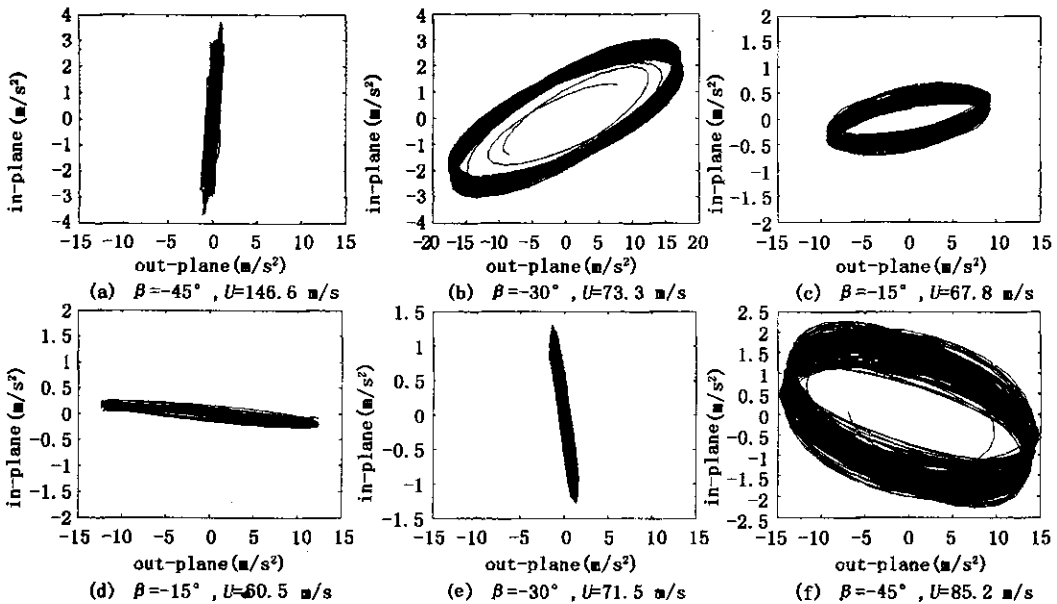 in-plane (m/s²)
4
3
2
1
0
-1
-2
-3
-4
-15 -10 -5 0 5 10 15
out-plane(m/s²)
(a) β=-45° , U=146.6 m/s
in-plane (m/s²)
4
3
2
1
0
-1
-2
-3
-4
-20 -15 -10 -5 0 5 10 15 20
out-plane(m/s²)
(b) β=-30° , U=73.3 m/s
in-plane (m/s²)
2
1.5
1
0.5
0
-0.5
-1
-1.5
-2
-15 -10 -5 0 5 10 15
out-plane(m/s²)
(c) β=-15° , U=67.8 m/s
in-plane (m/s²)
2
1.5
1
0.5
0
-0.5
-1
-1.5
-2
-15 -10 -5 0 5 10 15
out-plane(m/s²)
(d) β=-15° , U=60.5 m/s
in-plane (m/s²)
1.5
1
0.5
0
-0.5
-1
-1.5
-15 -10 -5 0 5 10 15
out-plane(m/s²)
(e) β=-30° , U=71.5 m/s
in-plane (m/s²)
2.5
2
1.5
1
0.5
0
-0.5
-1
-1.5
-2
-2.5
-15 -10 -5 0 5 10 15
out-plane(m/s²)
(f) β=-45° , U=85.2 m/s